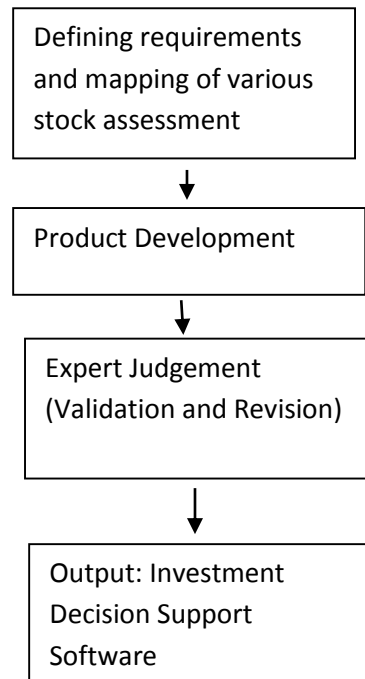 Defining requirements
and mapping of various
stock assessment
Product Development
Expert Judgement
(Validation and Revision)
Output: Investment
Decision Support
Software